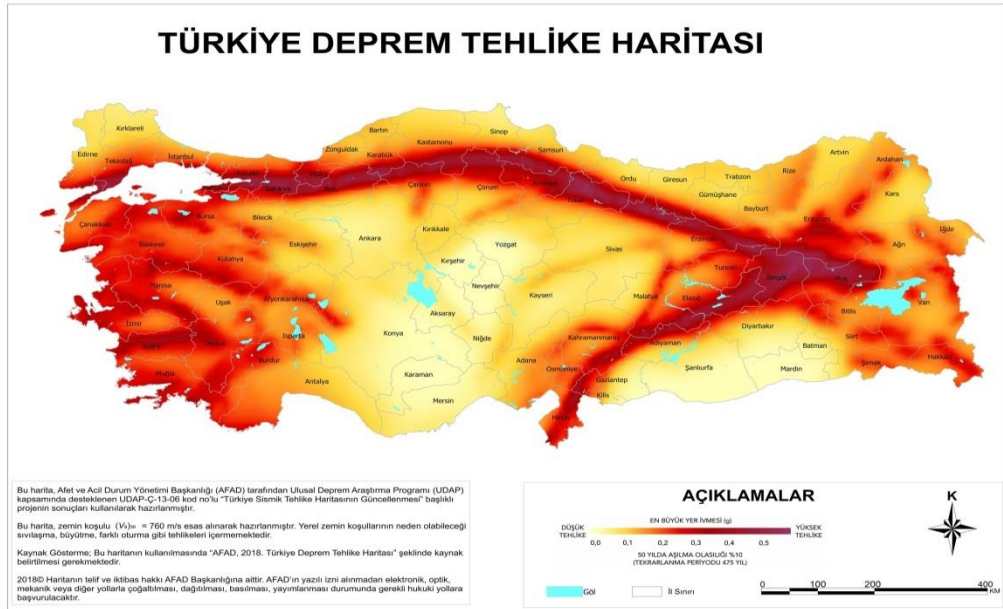 TÜRKİYE DEPREM TEHLİKE HARİTASI
Kırklareli
Edirne
Tekirdağ
İstanbul
Zonguldak
Bartın
Karabük
Kastamonu
Sinop
Samsun
Ordu
Giresun
Trabzon
Rize
Artvin
Ardahan
Kars
Gümüşhane
Bayburt
Erzurum
Iğdır
Ağrı
Çanakkale
Bursa
Bilecik
Eskişehir
Ankara
Çankırı
Çorum
Kırıkkale
Yozgat
Sivas
Erzincan
Tunceli
Bingöl
Muş
Balıkesir
Kütahya
Kırşehir
Nevşehir
Kayseri
Malatya
Elazığ
Bitlis
Van
Manisa
Uşak
Afyonkarahisar
Aksaray
Konya
Niğde
Kahramanmaraş
Adıyaman
Diyarbakır
Batman
Siirt
Şırnak
Hakkari
İzmir
Aydın
Denizli
Isparta
Burdur
Muğla
Antalya
Karaman
Mersin
Adana
Osmaniye
Gaziantep
Kilis
Hatay
Şanlıurfa
Mardin
Bu harita, Afet ve Acil Durum Yönetimi Başkanlığı (AFAD) tarafından Ulusal Deprem Araştırma Programı (UDAP)
kapsamında desteklenen UDAP-Ç-13-06 kod no'lu "Türkiye Sismik Tehlike Haritasının Güncellenmesi" başlıklı
projenin sonuçları kullanılarak hazırlanmıştır.
Bu harita, zemin koşulu (Vs)30 = 760 m/s esas alınarak hazırlanmıştır. Yerel zemin koşullarının neden olabileceği
sıvılaşma, büyütme, farklı oturma gibi tehlikeleri içermemektedir.
Kaynak Gösterme; Bu haritanın kullanılmasında "AFAD, 2018. Türkiye Deprem Tehlike Haritası" şeklinde kaynak
belirtilmesi gerekmektedir.
2018© Haritanın telif ve iktibas hakkı AFAD Başkanlığına aittir. AFAD'ın yazılı izni alınmadan elektronik, optik,
mekanik veya diğer yollarla çoğaltılması, dağıtılması, basılması, yayımlanması durumunda gerekli hukuki yollara
başvurulacaktır.
AÇIKLAMALAR
EN BÜYÜK YER İVMESİ (g)
DÜŞÜK TEHLİKE
YÜKSEK TEHLİKE
0,0 0,1 0,2 0,3 0,4 0,5
50 YILDA AŞILMA OLASILIĞI %10
(TEKRARLANMA PERİYODU 475 YIL)
Göl
İl Sınırı
K
0 100 200 400
KM